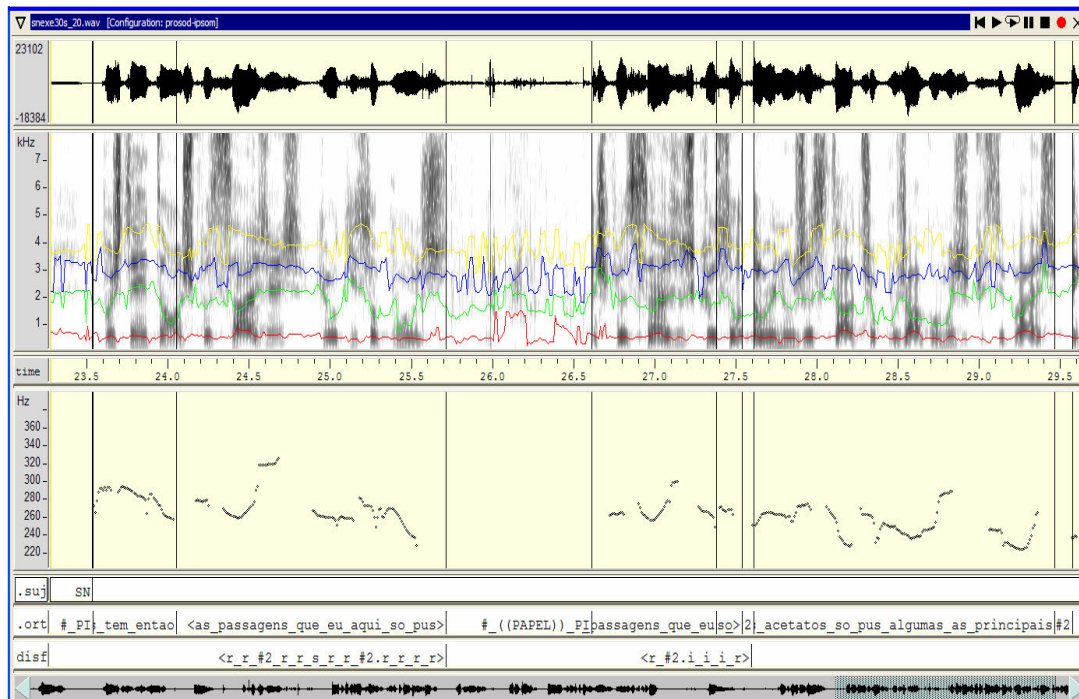 snexe30s_20.wav [Configuration: prosod-ipsom]
23102
-18384
kHz
7
6
5
4
3
2
1
time 23.5 24.0 24.5 25.0 25.5 26.0 26.5 27.0 27.5 28.0 28.5 29.0 29.5
Hz
360
340
320
300
280
260
240
220
.suj SN
.ort #_PI :_tem_entao <as_passagens_que_eu_aqui_so_pus> #_((PAPEL))_PI passagens_que_eu so> 2: _acetatos_so_pus_algumas_as_principais #2
disf <r_r_#2_r_r_s_r_r_#2.r_r_r_r> <r_#2.i_i_i_r>